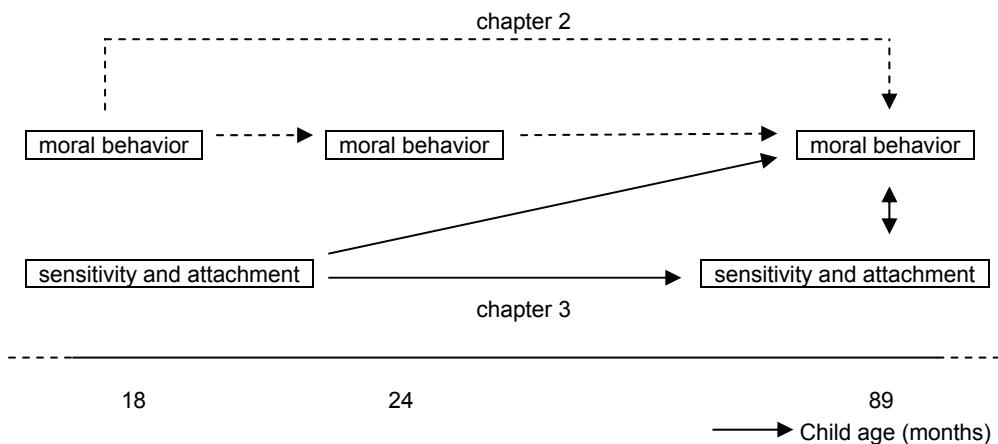 chapter 2
moral behavior moral behavior moral behavior
sensitivity and attachment sensitivity and attachment
chapter 3
18 24 89
Child age (months)